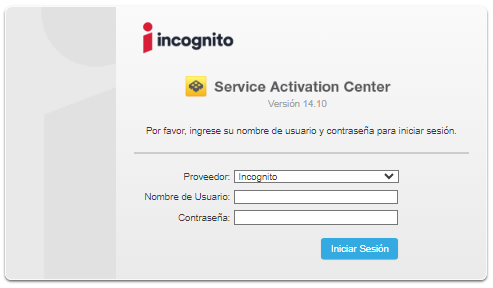 incognito
Service Activation Center
Versión 14.10
Por favor, ingrese su nombre de usuario y contraseña para iniciar sesión.
Proveedor: Incognito
Nombre de Usuario:
Contraseña:
Iniciar Sesión